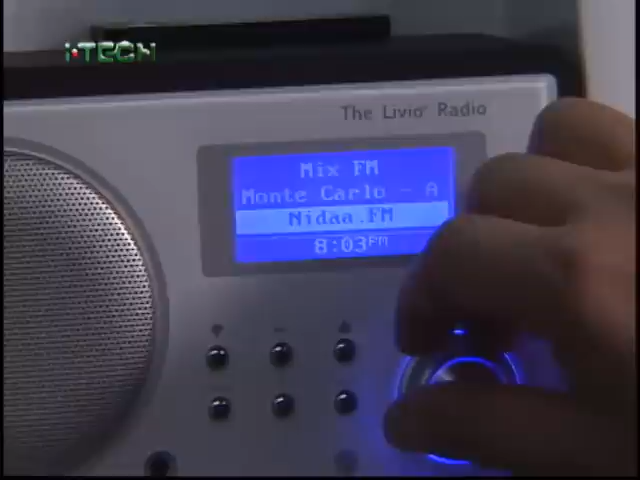 i·TECH
The Livio® Radio
Mix FM
Monte Carlo - A
Nidaa.FM
8:03PM